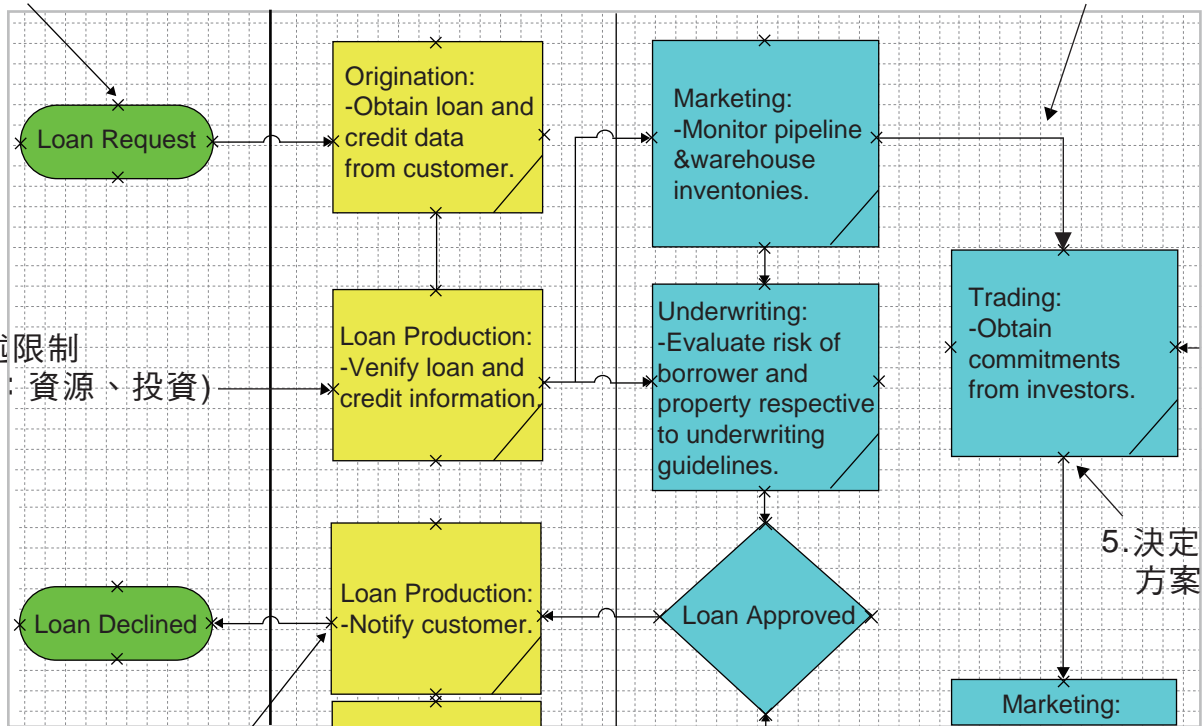 Loan Request
Origination:
-Obtain loan and
credit data
from customer.
Marketing:
-Monitor pipeline
&warehouse
inventonies.
限制
：資源、投資)
Loan Production:
-Venify loan and
credit information.
Underwriting:
-Evaluate risk of
borrower and
property respective
to underwriting
guidelines.
Trading:
-Obtain
commitments
from investors.
5.決定
方案
Loan Declined
Loan Production:
-Notify customer.
Loan Approved
Marketing: